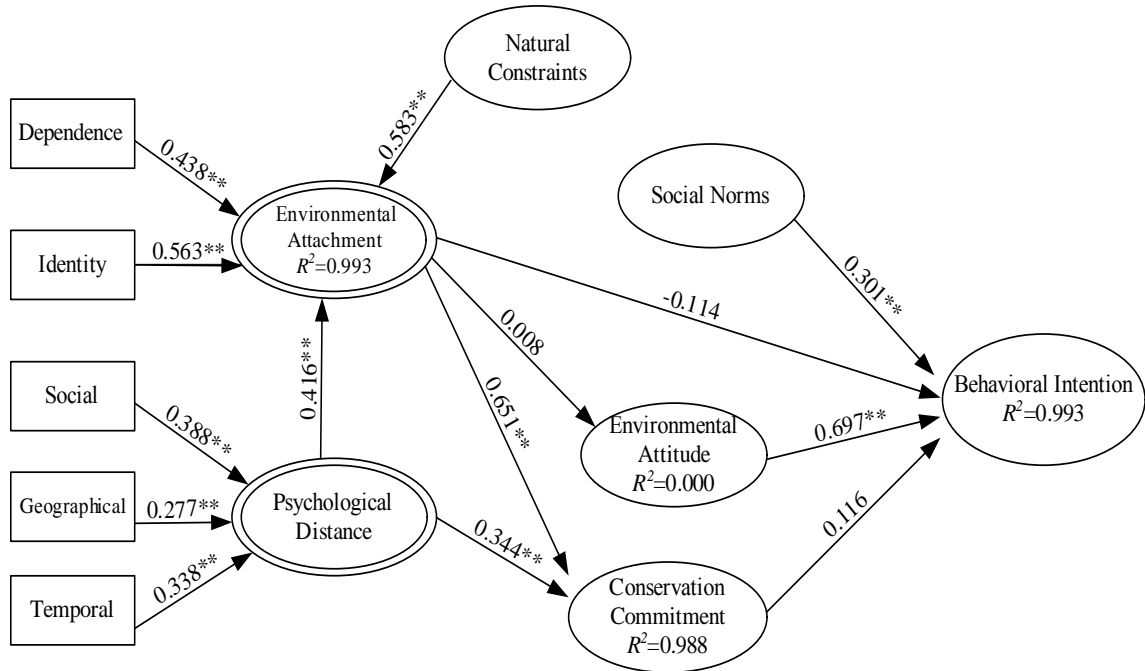 Natural
Constraints
Dependence
0.583**
0.438**
Social Norms
Environmental
Attachment
R²=0.993
Identity
0.563**
0.301**
-0.114
0.008
Social
0.416**
0.651**
Behavioral Intention
R²=0.993
0.388**
Environmental
Attitude
R²=0.000
0.697**
Geographical
0.277**
Psychological
Distance
0.344**
0.116
0.338**
Temporal
Conservation
Commitment
R²=0.988